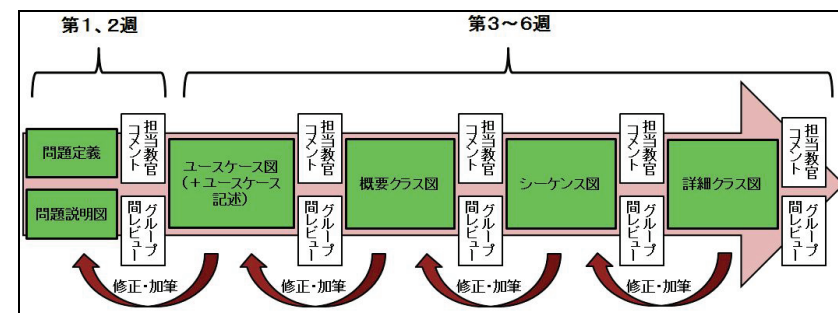 第1、2週
第3～6週
問題定義
問題説明図
担当教官
コメント
グループ
間レビュー
ユースケース図
(+ユースケース
記述)
担当教官
コメント
グループ
間レビュー
概要クラス図
担当教官
コメント
グループ
間レビュー
シーケンス図
担当教官
コメント
グループ
間レビュー
詳細クラス図
担当教官
コメント
グループ
間レビュー
修正・加筆
修正・加筆
修正・加筆
修正・加筆